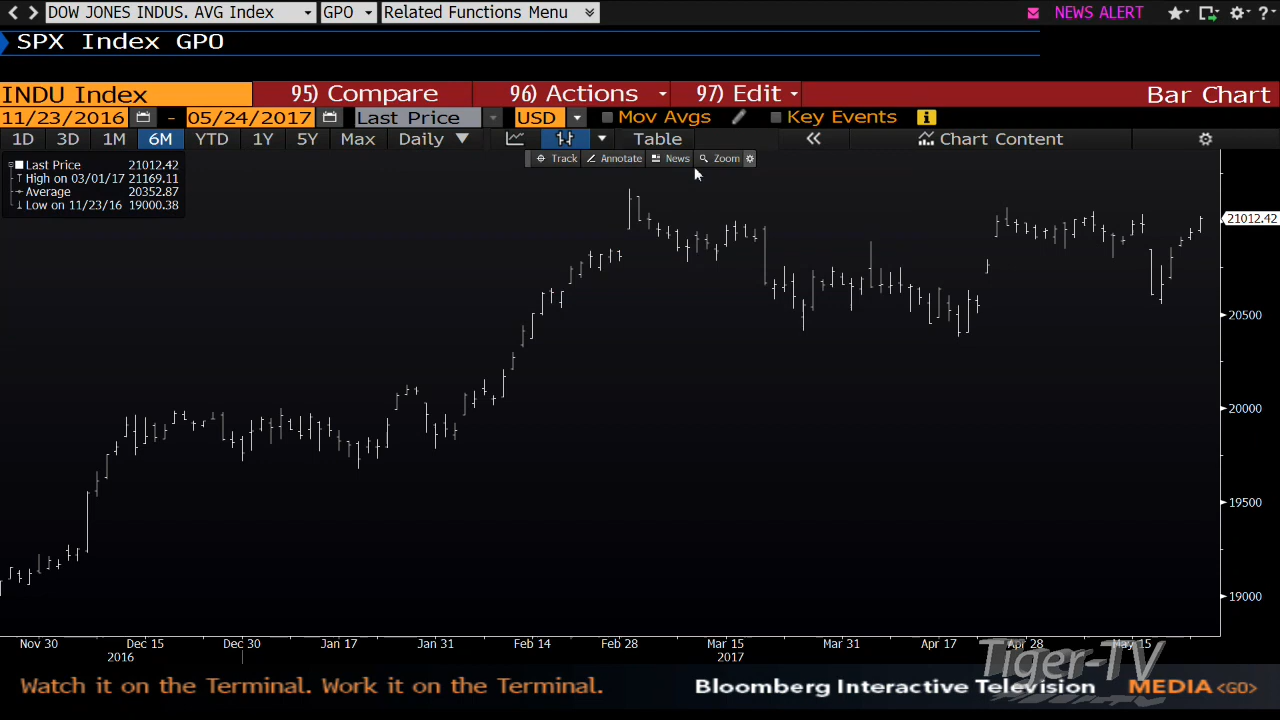 DOW JONES INDUS. AVG Index GPO Related Functions Menu NEWS ALERT ?
SPX Index GPO
INDU Index 95) Compare 96) Actions 97) Edit Bar Chart
11/23/2016 - 05/24/2017 Last Price USD Mov Avgs Key Events
1D 3D 1M 6M YTD 1Y 5Y Max Daily Table Chart Content
Track Annotate News Zoom
Last Price 21012.42
High on 03/01/17 21169.11
Average 20352.87
Low on 11/23/16 19000.38
21012.42
20500
20000
19500
19000
Nov 30 Dec 15 Dec 30 Jan 17 Jan 31 Feb 14 Feb 28 Mar 15 Mar 31 Apr 17 Apr 28 May 15
2016 2017
Tiger-TV
Watch it on the Terminal. Work it on the Terminal. Bloomberg Interactive Television MEDIA <GO>